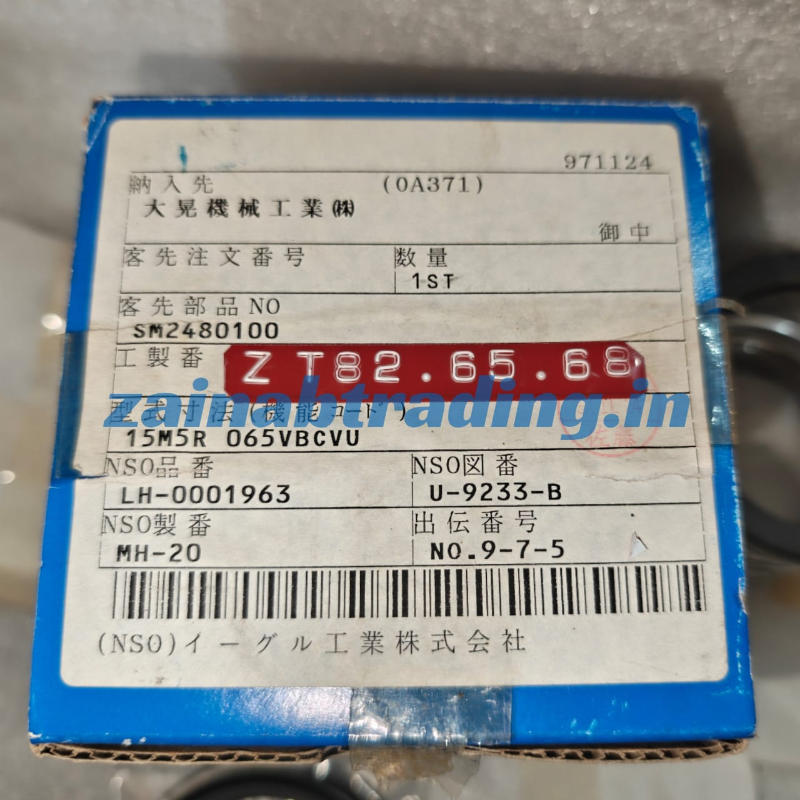 971124
納入先 (0A371)
大晃機械工業㈱
御中
客先注文番号 数量
1ST
客先部品NO
SM2480100
工製番 ZT82.65.68
型式寸法(機能コード)
zainabtrading.in
15M5R 065VBCVU
NSO品番 NSO図番
LH-0001963 U-9233-B
NSO製番 出伝番号
MH-20 NO.9-7-5
(NSO)イーグル工業株式会社